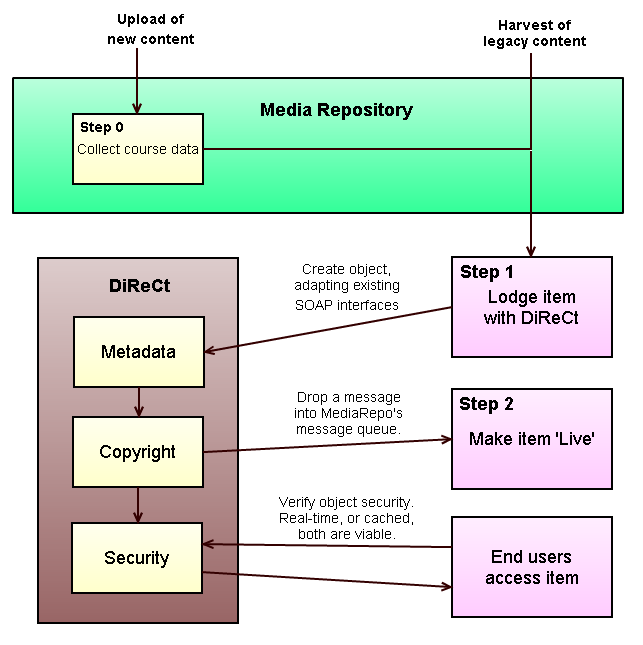 Upload of
new content
Harvest of
legacy content
Media Repository
Step 0
Collect course data
DiReCt
Create object,
adapting existing
SOAP interfaces
Step 1
Lodge item
with DiReCt
Metadata
Drop a message
into MediaRepo's
message queue.
Step 2
Make item 'Live'
Copyright
Verify object security.
Real-time, or cached,
both are viable.
Security
End users
access item